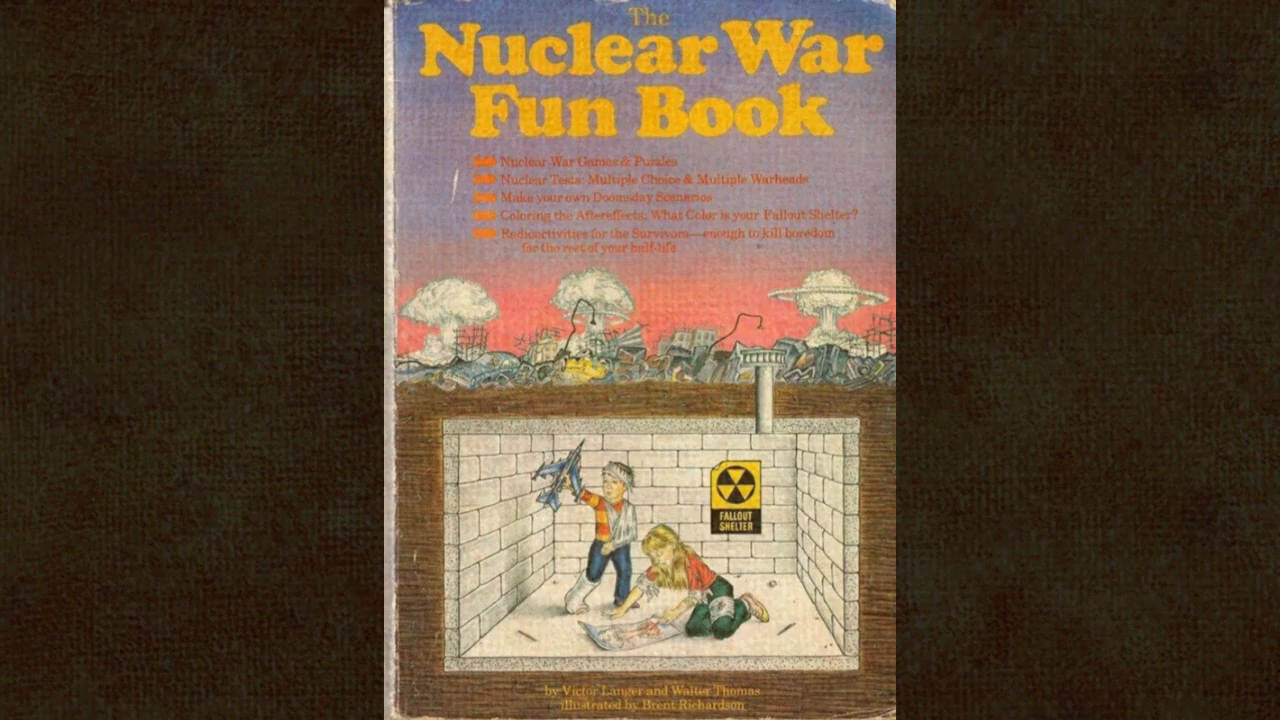 The
Nuclear War
Fun Book
Nuclear War Games & Puzzles
Nuclear Tests: Multiple Choice & Multiple Warheads
Make your own Doomsday Scenarios
Coloring the Aftereffects; What Color is your Fallout Shelter?
Radioactivities for the Survivors—enough to kill boredom
for the rest of your half-life
FALLOUT
SHELTER
by Victor Langer and Walter Thomas
illustrated by Brent Richardson